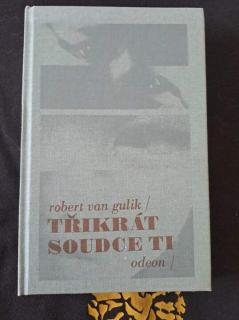 robert van gulik /
TŘIKRÁT
SOUDCE TI
odeon /